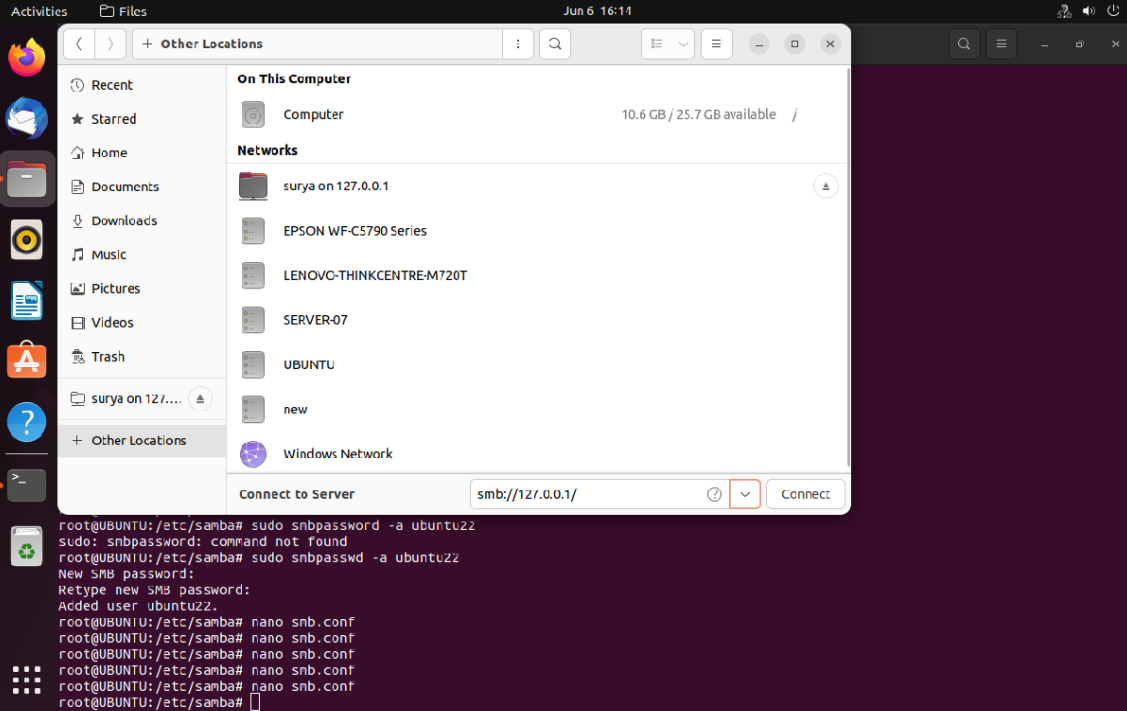 Activities Files Jun 6 16:14
+ Other Locations
On This Computer
Recent
Computer 10.6 GB / 25.7 GB available /
Starred
Networks
Home
surya on 127.0.0.1
Documents
Downloads
EPSON WF-C5790 Series
Music
LENOVO-THINKCENTRE-M720T
Pictures
SERVER-07
Videos
Trash
UBUNTU
surya on 127....
new
+ Other Locations
Windows Network
Connect to Server smb://127.0.0.1/ ? Connect
root@UBUNTU:/etc/samba# sudo snbpassword -a ubuntu22
sudo: snbpassword: command not found
root@UBUNTU:/etc/samba# sudo snbpasswd -a ubuntu22
New SMB password:
Retype new SMB password:
Added user ubuntu22.
root@UBUNTU:/etc/samba# nano snb.conf
root@UBUNTU:/etc/samba# nano snb.conf
root@UBUNTU:/etc/samba# nano snb.conf
root@UBUNTU:/etc/samba# nano snb.conf
root@UBUNTU:/etc/samba# nano snb.conf
root@UBUNTU:/etc/samba#